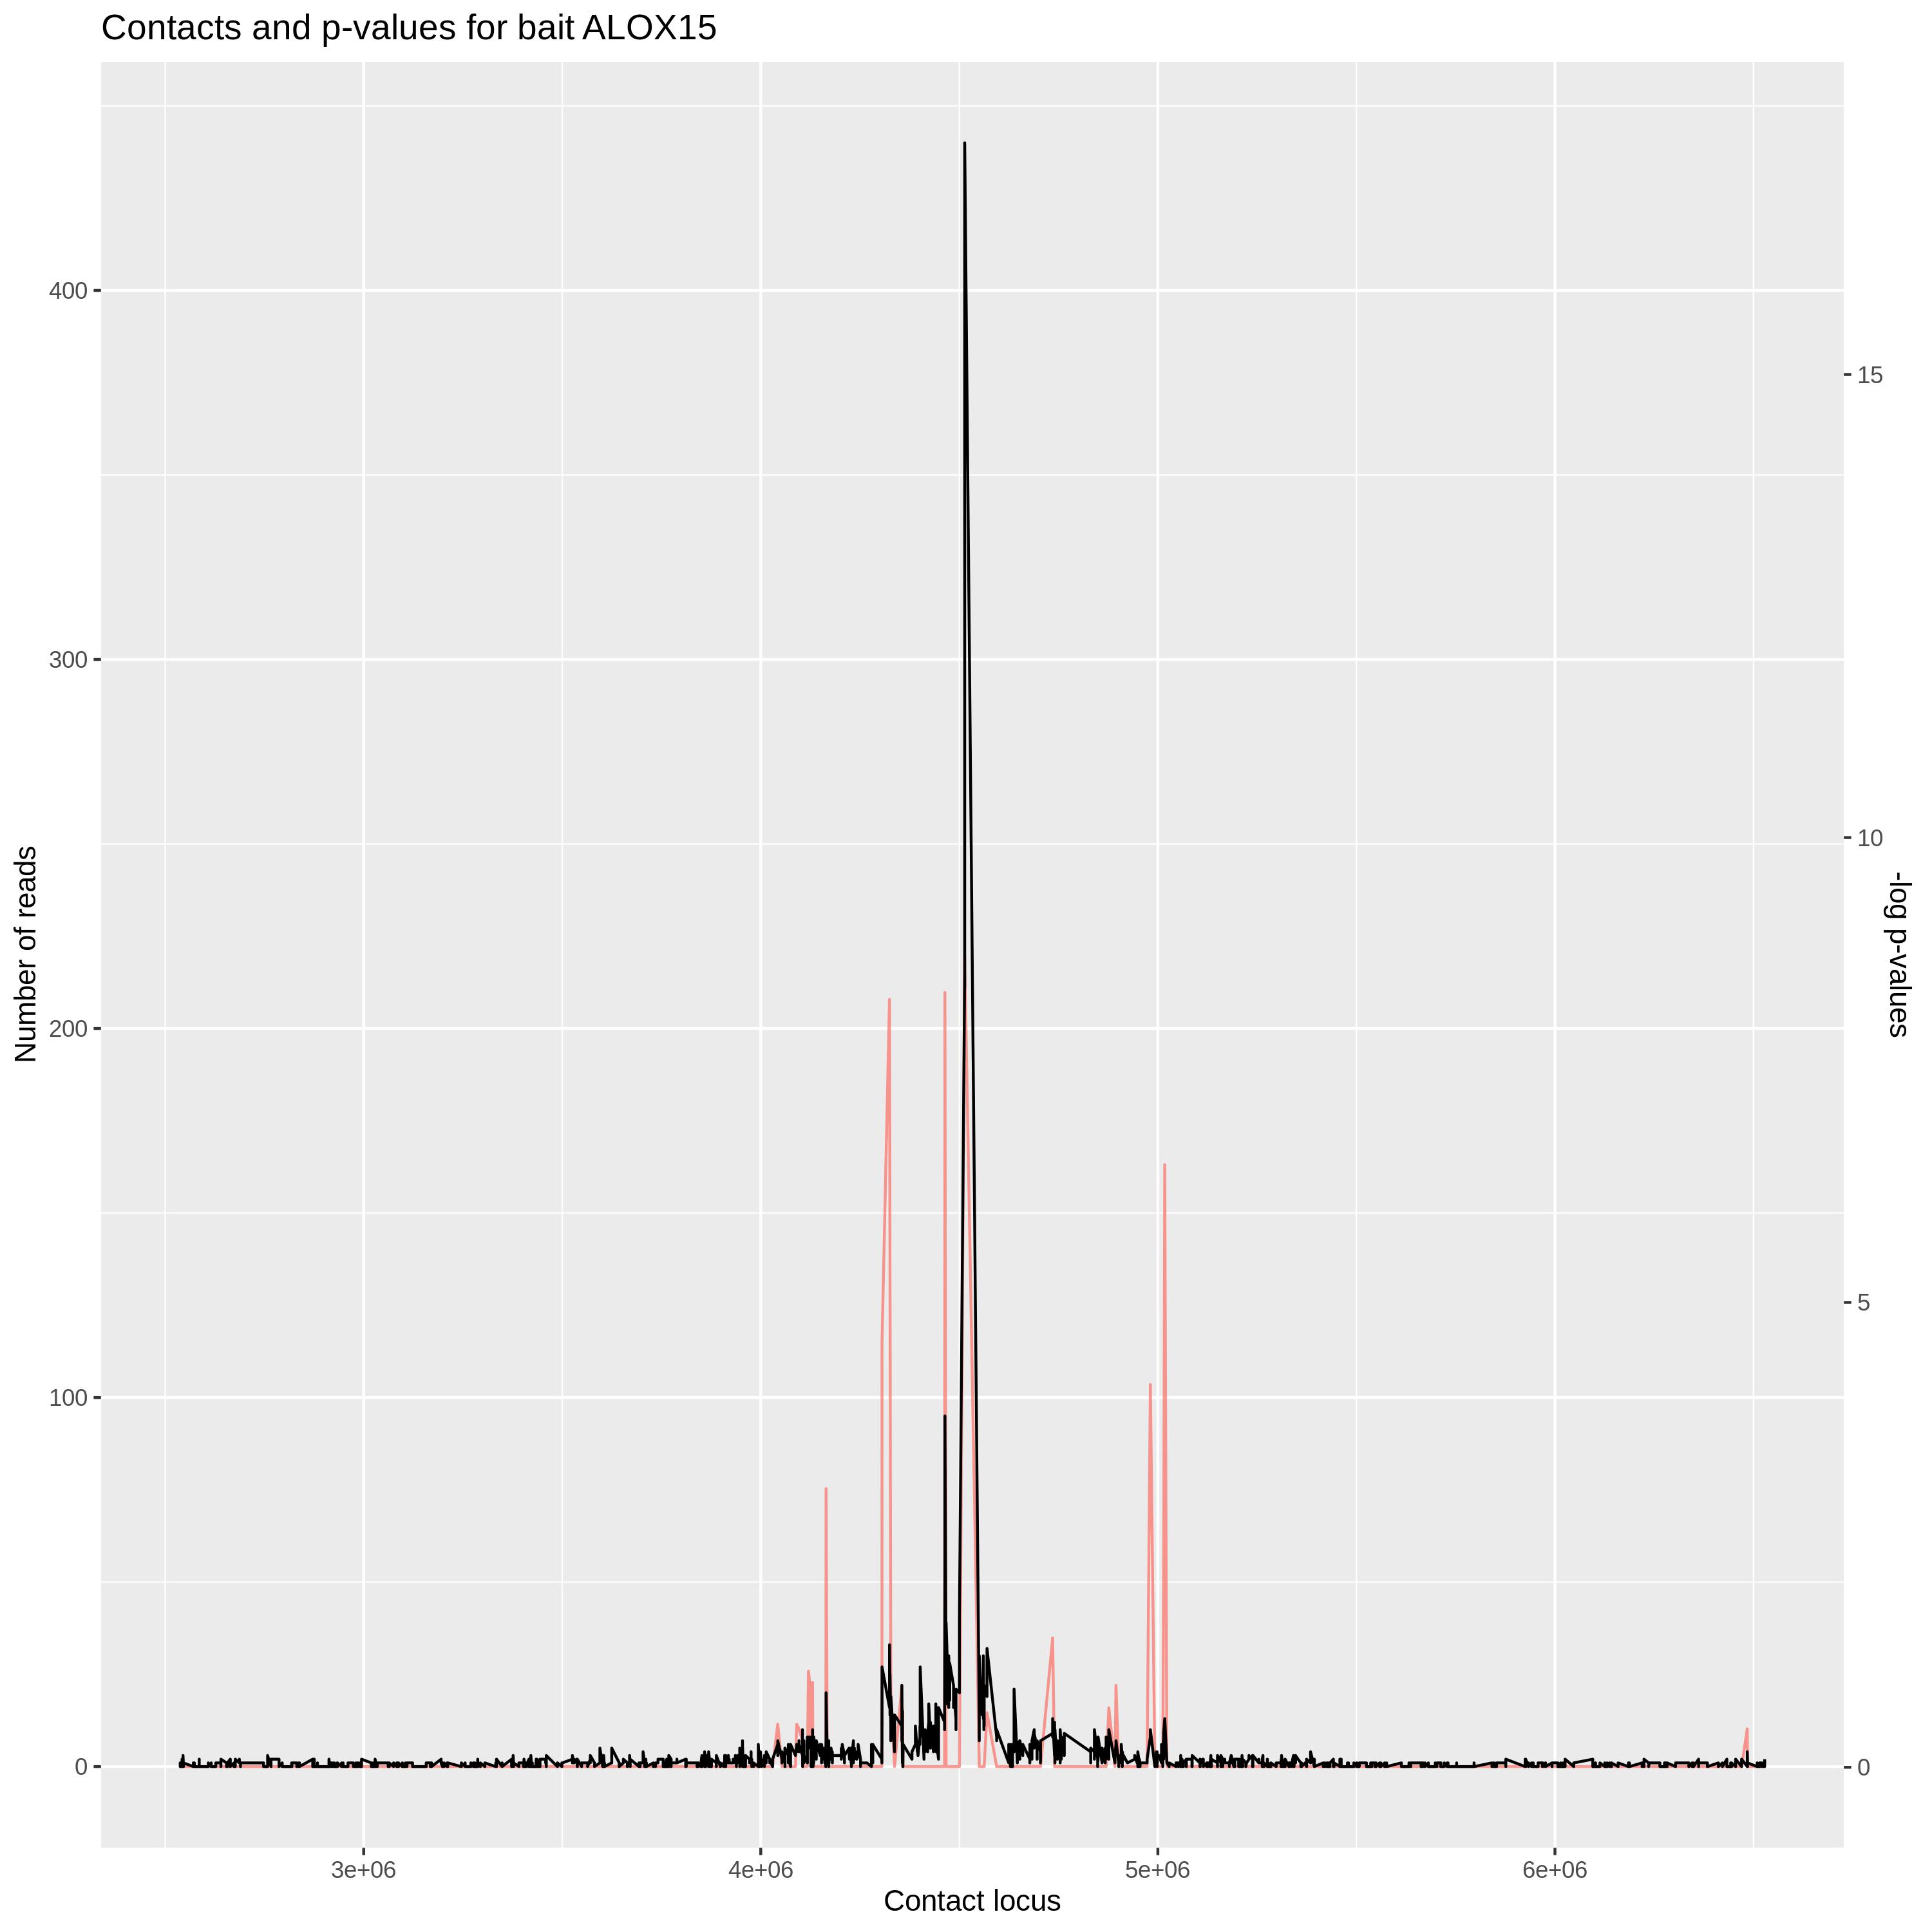 Contacts and p-values for bait ALOX15
Number of reads
400
300
200
100
0
15
10
5
0
-log p-values
3e+06
4e+06
5e+06
6e+06
Contact locus